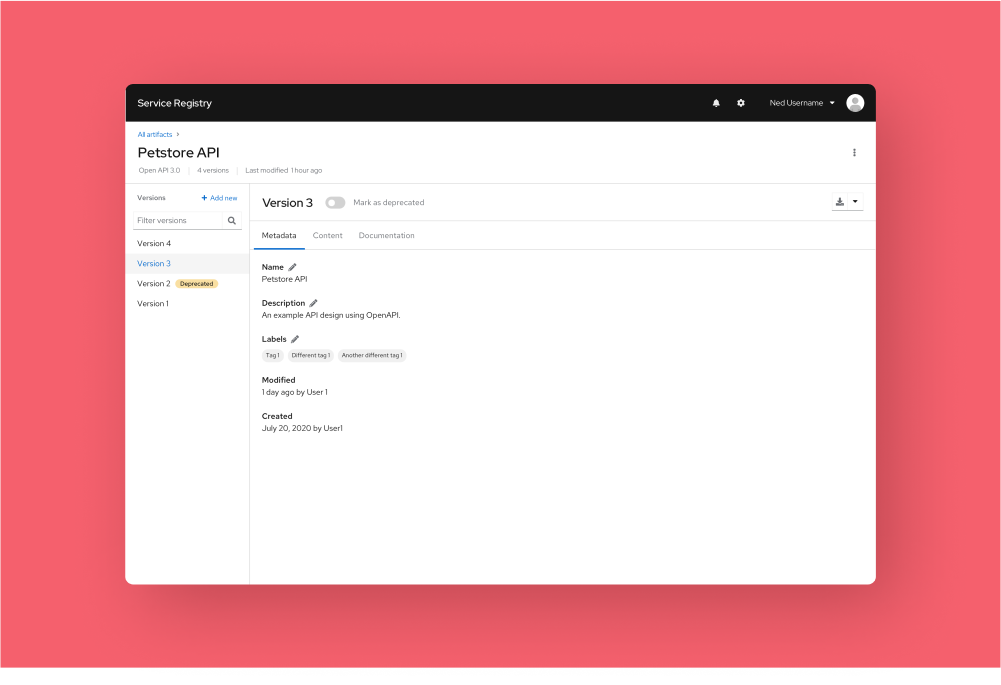 Service Registry
Ned Username
All artifacts
Petstore API
Open API 3.0 | 4 versions | Last modified 1 hour ago
Versions
+ Add new
Filter versions
Version 4
Version 3
Version 2 Deprecated
Version 1
Version 3
Mark as deprecated
Metadata Content Documentation
Name
Petstore API
Description
An example API design using OpenAPI.
Labels
Tag 1 Different tag 1 Another different tag 1
Modified
1 day ago by User 1
Created
July 20, 2020 by User1